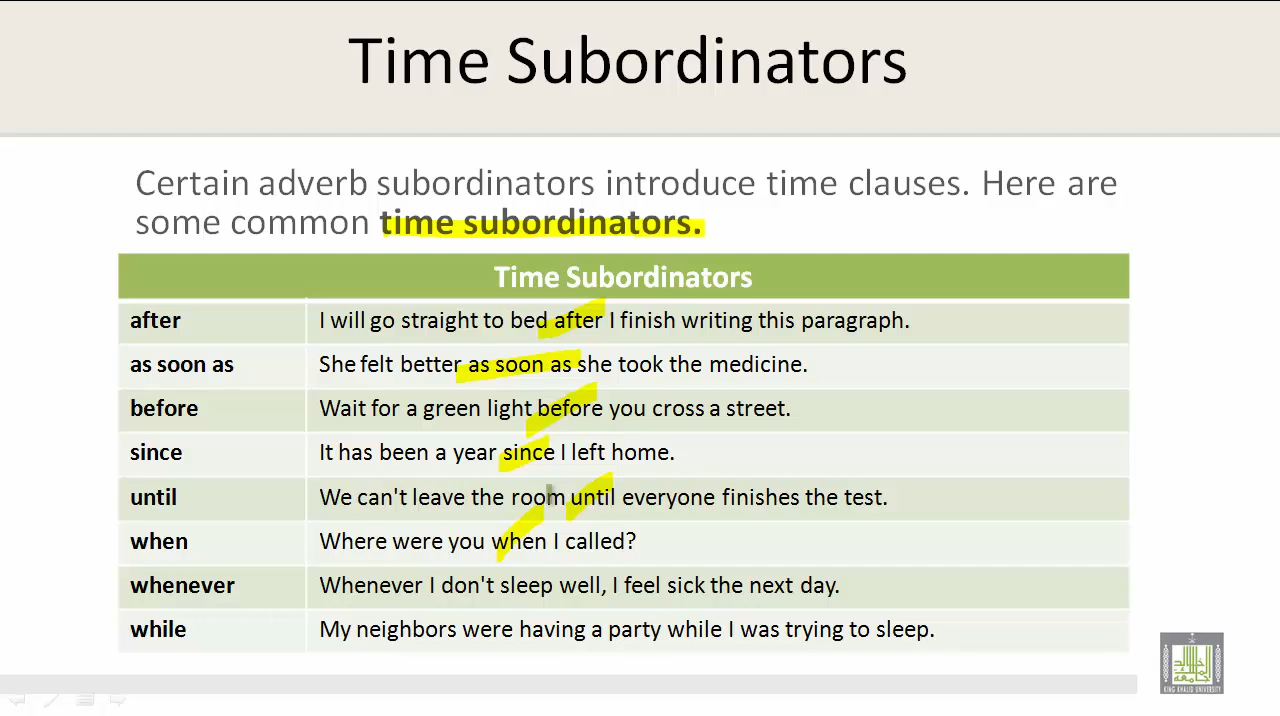 Time Subordinators
Certain adverb subordinators introduce time clauses. Here are
some common time subordinators.
Time Subordinators
after I will go straight to bed after I finish writing this paragraph.
as soon as She felt better as soon as she took the medicine.
before Wait for a green light before you cross a street.
since It has been a year since I left home.
until We can't leave the room until everyone finishes the test.
when Where were you when I called?
whenever Whenever I don't sleep well, I feel sick the next day.
while My neighbors were having a party while I was trying to sleep.
KING KHALID UNIVERSITY